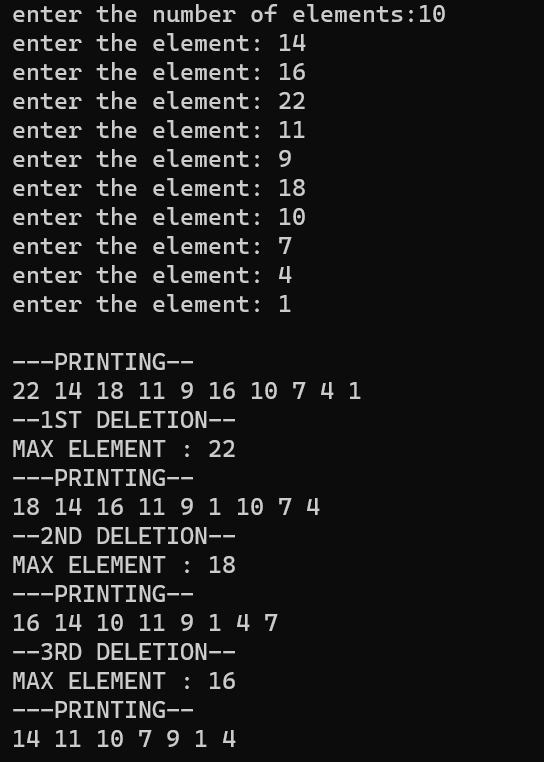 enter the number of elements:10
enter the element: 14
enter the element: 16
enter the element: 22
enter the element: 11
enter the element: 9
enter the element: 18
enter the element: 10
enter the element: 7
enter the element: 4
enter the element: 1
---PRINTING--
22 14 18 11 9 16 10 7 4 1
--1ST DELETION--
MAX ELEMENT : 22
---PRINTING--
18 14 16 11 9 1 10 7 4
--2ND DELETION--
MAX ELEMENT : 18
---PRINTING--
16 14 10 11 9 1 4 7
--3RD DELETION--
MAX ELEMENT : 16
---PRINTING--
14 11 10 7 9 1 4